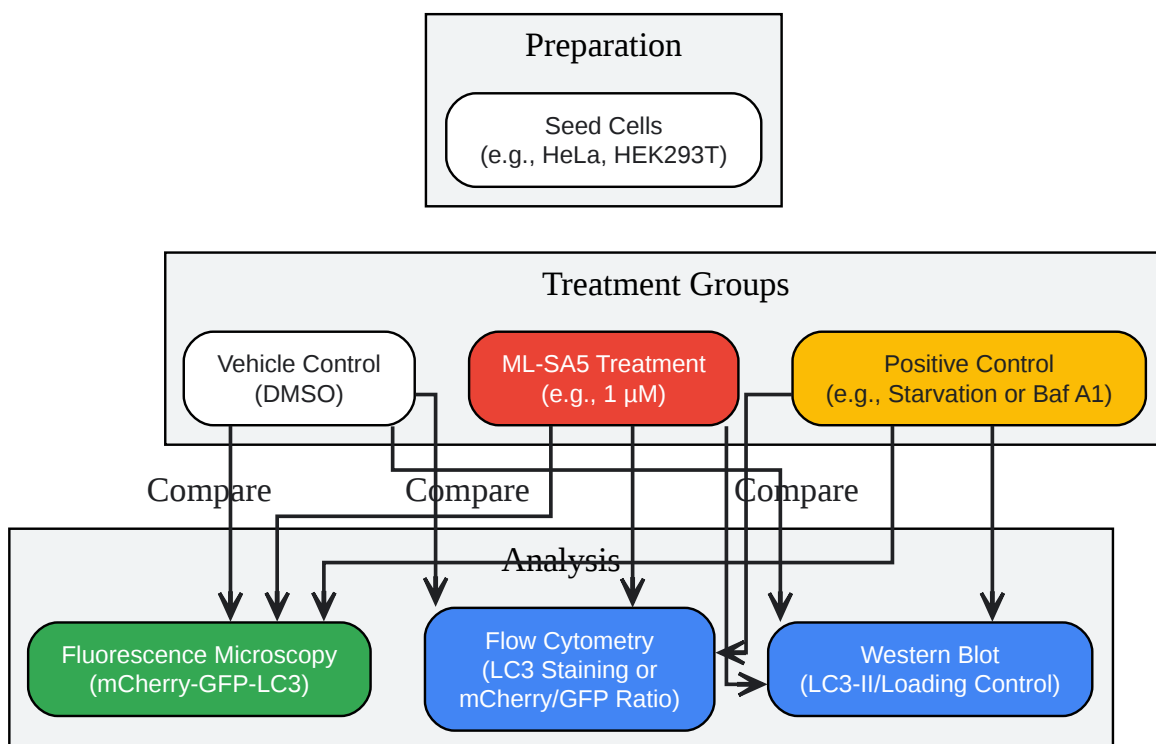 Preparation
Seed Cells
(e.g., HeLa, HEK293T)
Treatment Groups
Vehicle Control
(DMSO)
ML-SA5 Treatment
(e.g., 1 µM)
Positive Control
(e.g., Starvation or Baf A1)
Compare
Compare
Compare
Analysis
Fluorescence Microscopy
(mCherry-GFP-LC3)
Flow Cytometry
(LC3 Staining or
mCherry/GFP Ratio)
Western Blot
(LC3-II/Loading Control)